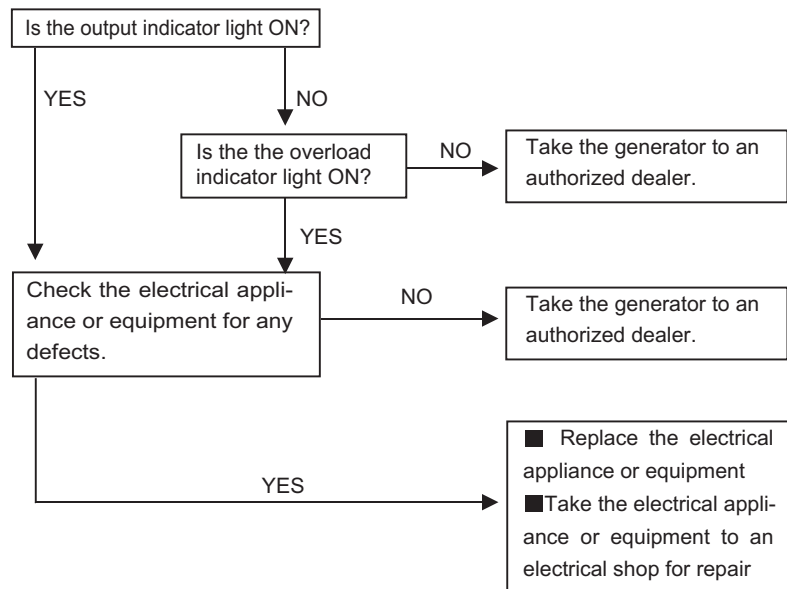 Is the output indicator light ON?
YES
NO
Is the the overload
indicator light ON?
NO
Take the generator to an
authorized dealer.
YES
Check the electrical appli-
ance or equipment for any
defects.
NO
Take the generator to an
authorized dealer.
YES
■ Replace the electrical
appliance or equipment
■Take the electrical appli-
ance or equipment to an
electrical shop for repair